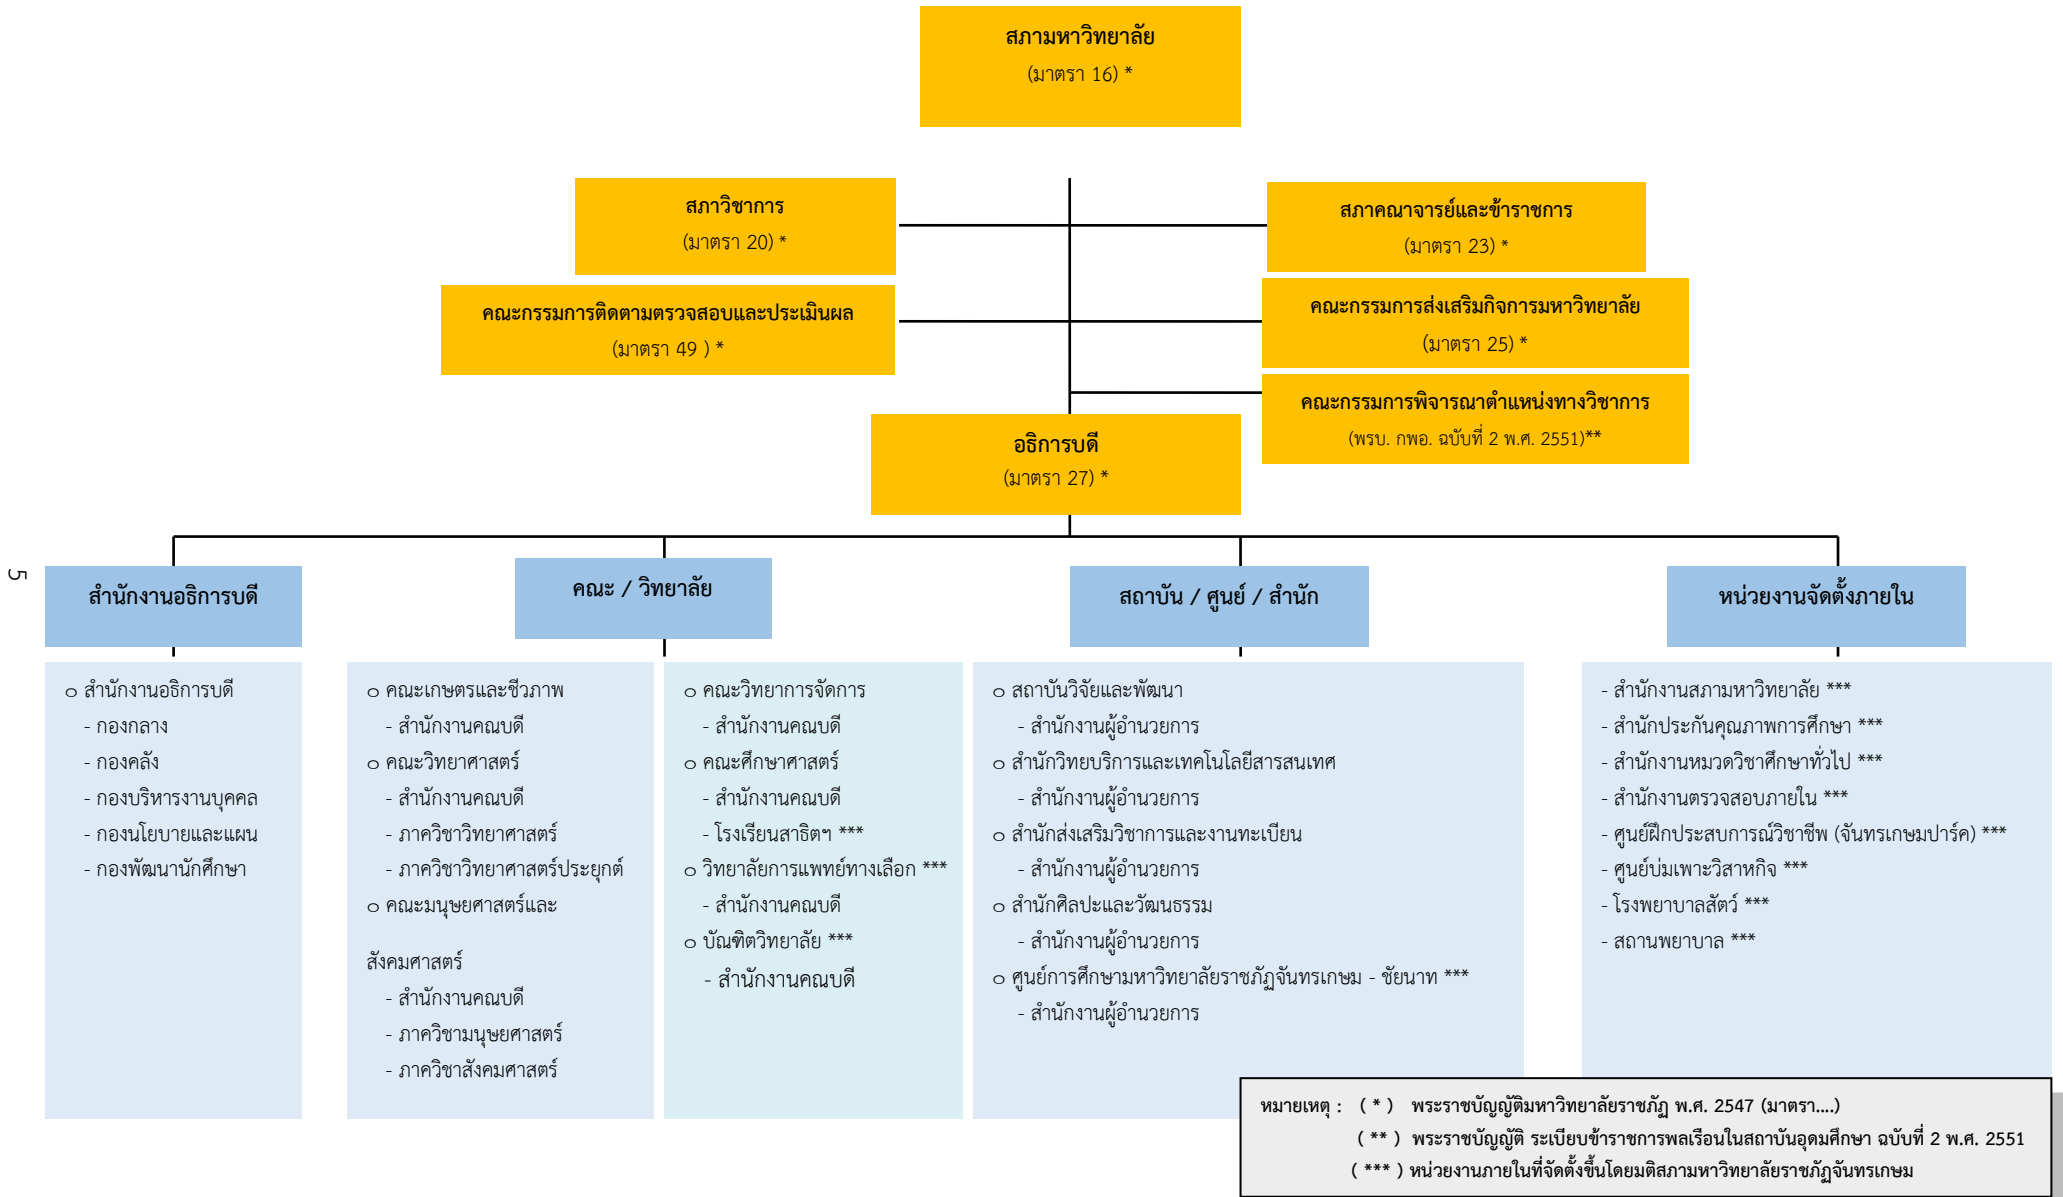 สภามหาวิทยาลัย
(มาตรา 16) *
สภาวิชาการ
(มาตรา 20) *
สภาคณาจารย์และข้าราชการ
(มาตรา 23) *
คณะกรรมการติดตามตรวจสอบและประเมินผล
(มาตรา 49 ) *
คณะกรรมการส่งเสริมกิจการมหาวิทยาลัย
(มาตรา 25) *
คณะกรรมการพิจารณาตำแหน่งทางวิชาการ
(พรบ. กพอ. ฉบับที่ 2 พ.ศ. 2551)**
อธิการบดี
(มาตรา 27) *
5
สำนักงานอธิการบดี
o สำนักงานอธิการบดี
- กองกลาง
- กองคลัง
- กองบริหารงานบุคคล
- กองนโยบายและแผน
- กองพัฒนานักศึกษา
คณะ / วิทยาลัย
o คณะเกษตรและชีวภาพ
- สำนักงานคณบดี
o คณะวิทยาศาสตร์
- สำนักงานคณบดี
- ภาควิชาวิทยาศาสตร์
- ภาควิชาวิทยาศาสตร์ประยุกต์
o คณะมนุษยศาสตร์และ
สังคมศาสตร์
- สำนักงานคณบดี
- ภาควิชามนุษยศาสตร์
- ภาควิชาสังคมศาสตร์
o คณะวิทยาการจัดการ
- สำนักงานคณบดี
o คณะศึกษาศาสตร์
- สำนักงานคณบดี
- โรงเรียนสาธิตฯ ***
o วิทยาลัยการแพทย์ทางเลือก ***
- สำนักงานคณบดี
o บัณฑิตวิทยาลัย ***
- สำนักงานคณบดี
สถาบัน / ศูนย์ / สำนัก
o สถาบันวิจัยและพัฒนา
- สำนักงานผู้อำนวยการ
o สำนักวิทยบริการและเทคโนโลยีสารสนเทศ
- สำนักงานผู้อำนวยการ
o สำนักส่งเสริมวิชาการและงานทะเบียน
- สำนักงานผู้อำนวยการ
o สำนักศิลปะและวัฒนธรรม
- สำนักงานผู้อำนวยการ
o ศูนย์การศึกษามหาวิทยาลัยราชภัฏจันทรเกษม - ชัยนาท ***
- สำนักงานผู้อำนวยการ
หน่วยงานจัดตั้งภายใน
- สำนักงานสภามหาวิทยาลัย ***
- สำนักประกันคุณภาพการศึกษา ***
- สำนักงานหมวดวิชาศึกษาทั่วไป ***
- สำนักงานตรวจสอบภายใน ***
- ศูนย์ฝึกประสบการณ์วิชาชีพ (จันทรเกษมปาร์ค) ***
- ศูนย์บ่มเพาะวิสาหกิจ ***
- โรงพยาบาลสัตว์ ***
- สถานพยาบาล ***
หมายเหตุ : ( * ) พระราชบัญญัติมหาวิทยาลัยราชภัฏ พ.ศ. 2547 (มาตรา....)
( ** ) พระราชบัญญัติ ระเบียบข้าราชการพลเรือนในสถาบันอุดมศึกษา ฉบับที่ 2 พ.ศ. 2551
( *** ) หน่วยงานภายในที่จัดตั้งขึ้นโดยมติสภามหาวิทยาลัยราชภัฏจันทรเกษม